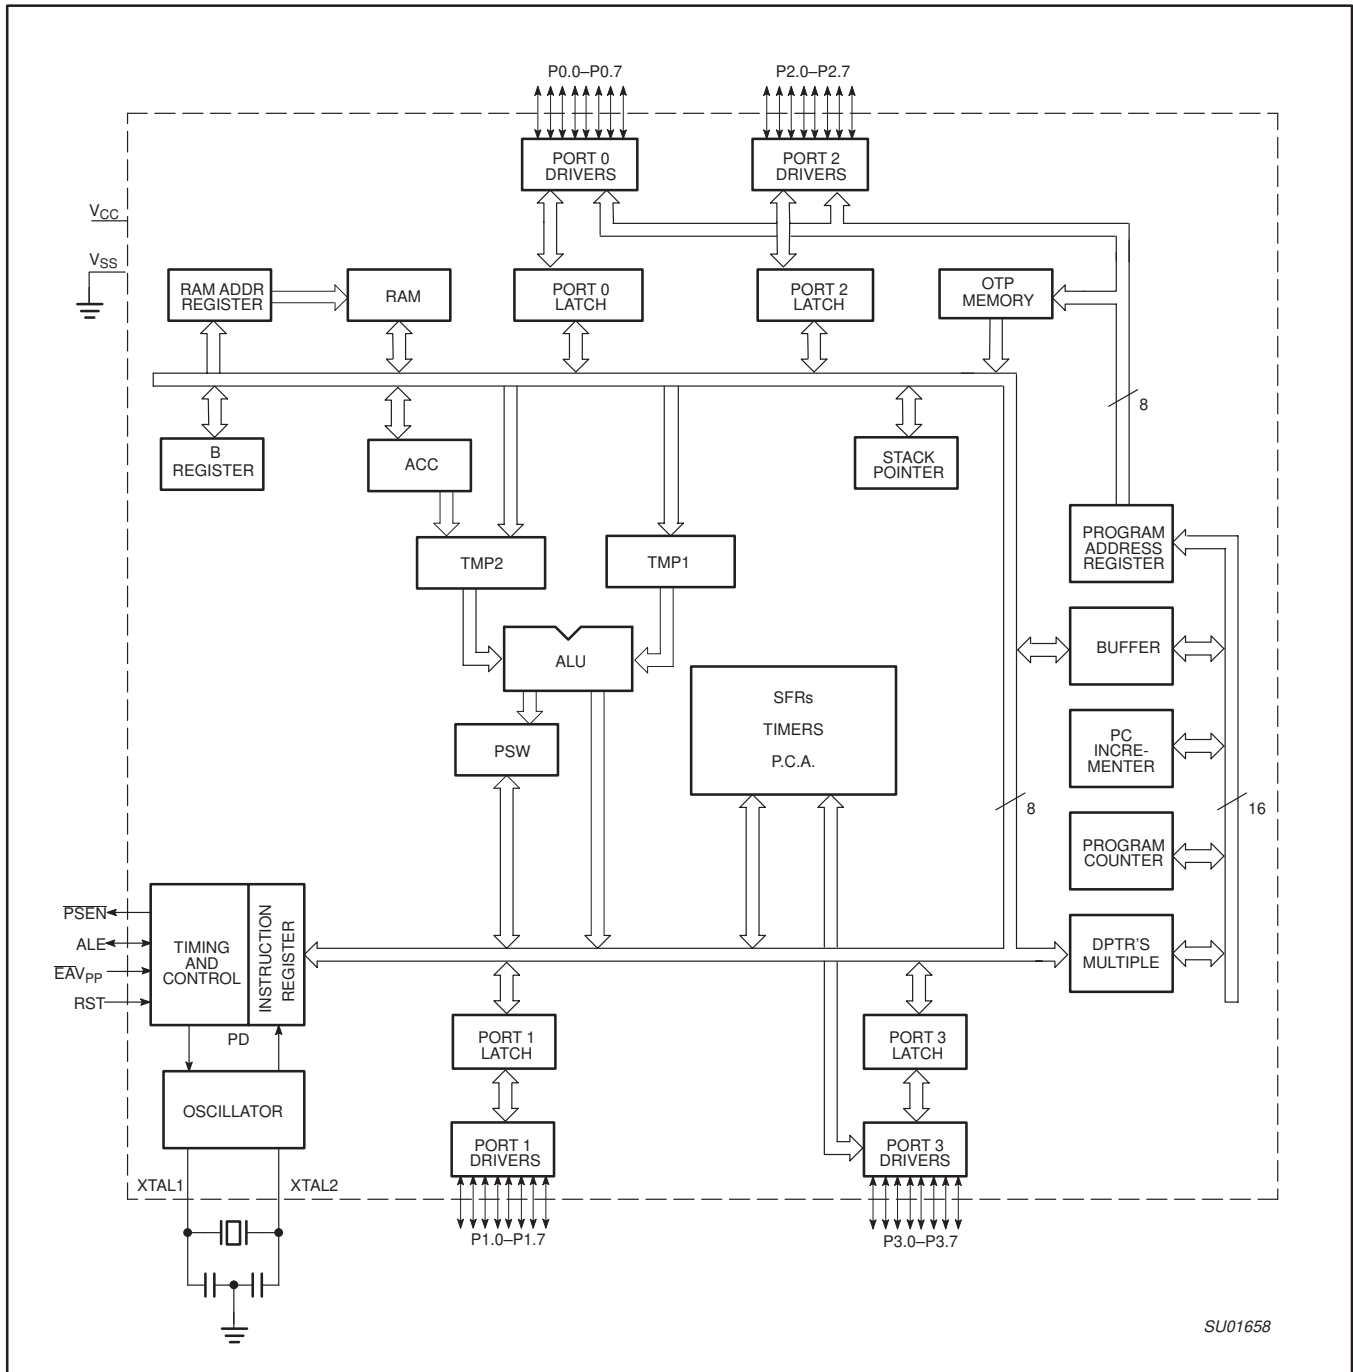 P0.0–P0.7
P2.0–P2.7
PORT 0
DRIVERS
PORT 2
DRIVERS
VCC
VSS
RAM ADDR
REGISTER
RAM
PORT 0
LATCH
PORT 2
LATCH
OTP
MEMORY
8
B
REGISTER
ACC
STACK
POINTER
TMP2
TMP1
PROGRAM
ADDRESS
REGISTER
ALU
BUFFER
SFRs
TIMERS
P.C.A.
PSW
PC
INCRE-
MENTER
8
16
PROGRAM
COUNTER
PSEN
ALE
EAVPP
RST
TIMING
AND
CONTROL
INSTRUCTION
REGISTER
DPTR'S
MULTIPLE
PD
PORT 1
LATCH
PORT 3
LATCH
OSCILLATOR
PORT 1
DRIVERS
PORT 3
DRIVERS
XTAL1
XTAL2
P1.0–P1.7
P3.0–P3.7
SU01658